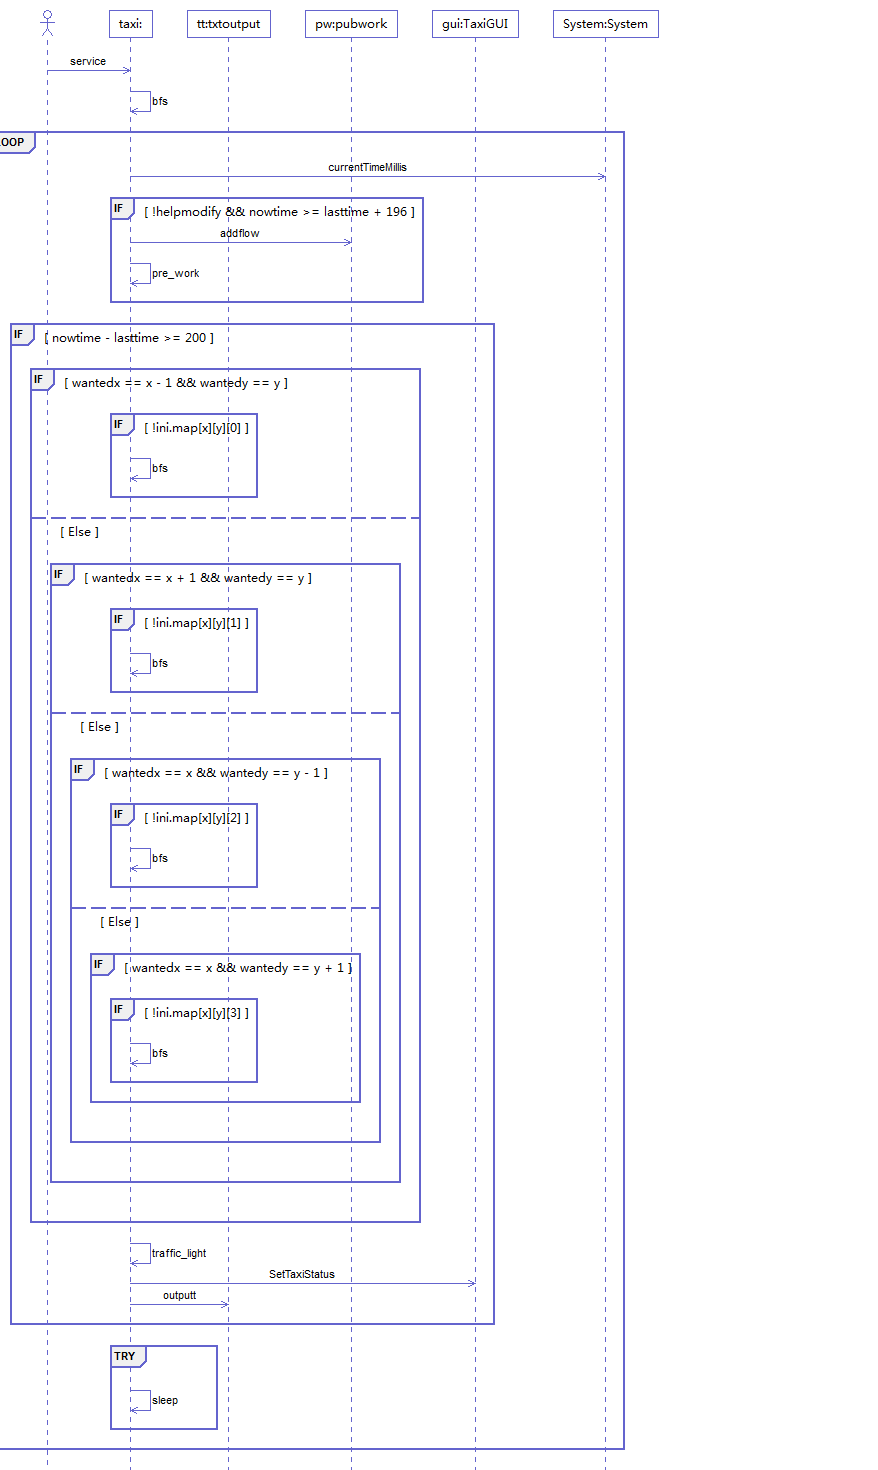 taxi: tt:txtoutput pw:pubwork gui:TaxiGUI System:System
service
bfs
OOP
currentTimeMillis
IF [ !helpmodify && nowtime >= lasttime + 196 ]
addflow
pre_work
IF [ nowtime - lasttime >= 200 ]
IF [ wantedx == x - 1 && wantedy == y ]
IF [ !ini.map[x][y][0] ]
bfs
[ Else ]
IF [ wantedx == x + 1 && wantedy == y ]
IF [ !ini.map[x][y][1] ]
bfs
[ Else ]
IF [ wantedx == x && wantedy == y - 1 ]
IF [ !ini.map[x][y][2] ]
bfs
[ Else ]
IF [ wantedx == x && wantedy == y + 1 ]
IF [ !ini.map[x][y][3] ]
bfs
traffic_light
SetTaxiStatus
outputt
TRY
sleep